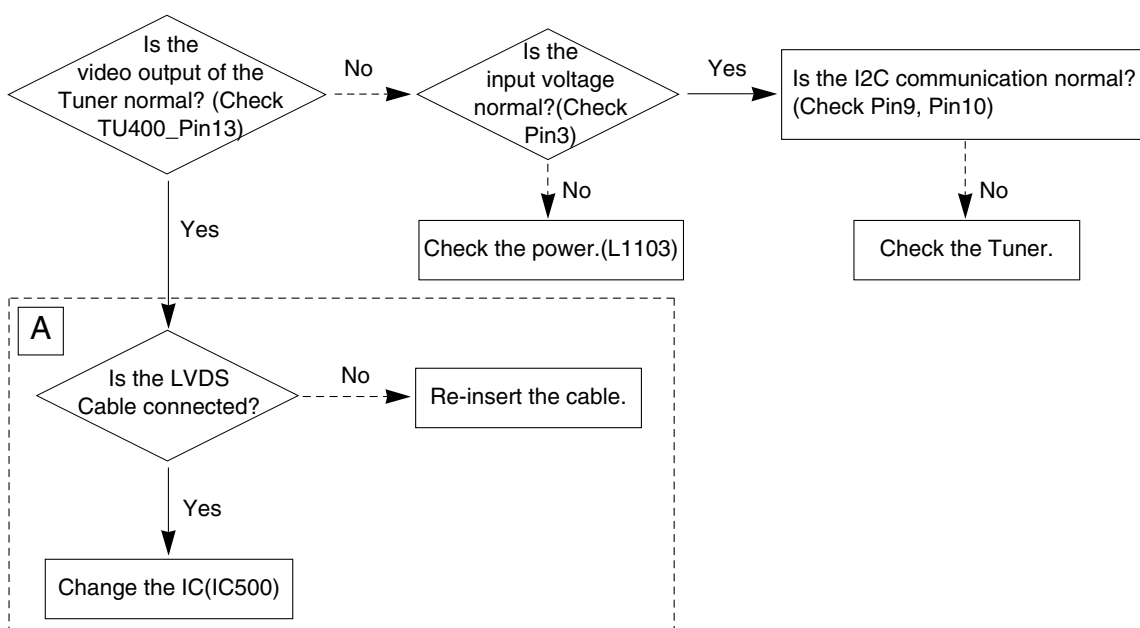 Is the
video output of the
Tuner normal? (Check
TU400_Pin13)
No
Is the
input voltage
normal?(Check
Pin3)
Yes
Is the I2C communication normal?
(Check Pin9, Pin10)
Yes
No
Check the power.(L1103)
No
Check the Tuner.
A
Is the LVDS
Cable connected?
No
Re-insert the cable.
Yes
Change the IC(IC500)